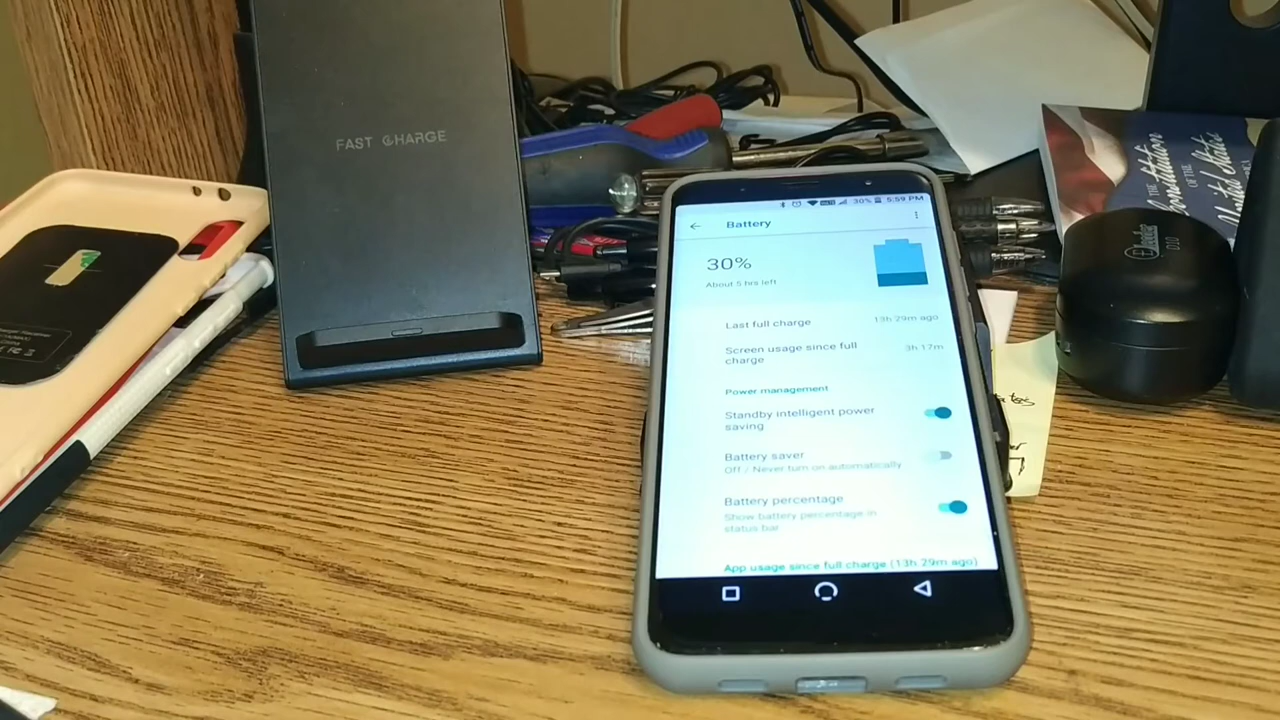 FAST CHARGE
THE
Constitution
OF THE
United States
D10
30% 5:59 PM
Battery
30%
About 5 hrs left
Last full charge
13h 29m ago
Screen usage since full
charge
3h 17m
Power management
Standby intelligent power
saving
Battery saver
Off / Never turn on automatically
Battery percentage
Show battery percentage in
status bar
App usage since full charge (13h 29m ago)